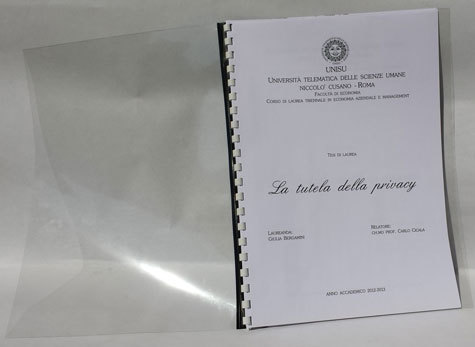 UNISU
UNIVERSITÀ TELEMATICA DELLE SCIENZE UMANE
NICCOLO' CUSANO - ROMA
FACOLTÀ DI ECONOMIA
CORSO DI LAUREA TRIENNALE IN ECONOMIA AZIENDALE E MANAGEMENT
TESI DI LAUREA
La tutela della privacy
LAUREANDA:
GIULIA BERGAMINI
RELATORE:
CH.MO PROF. CARLO CICALA
ANNO ACCADEMICO 2012-2013